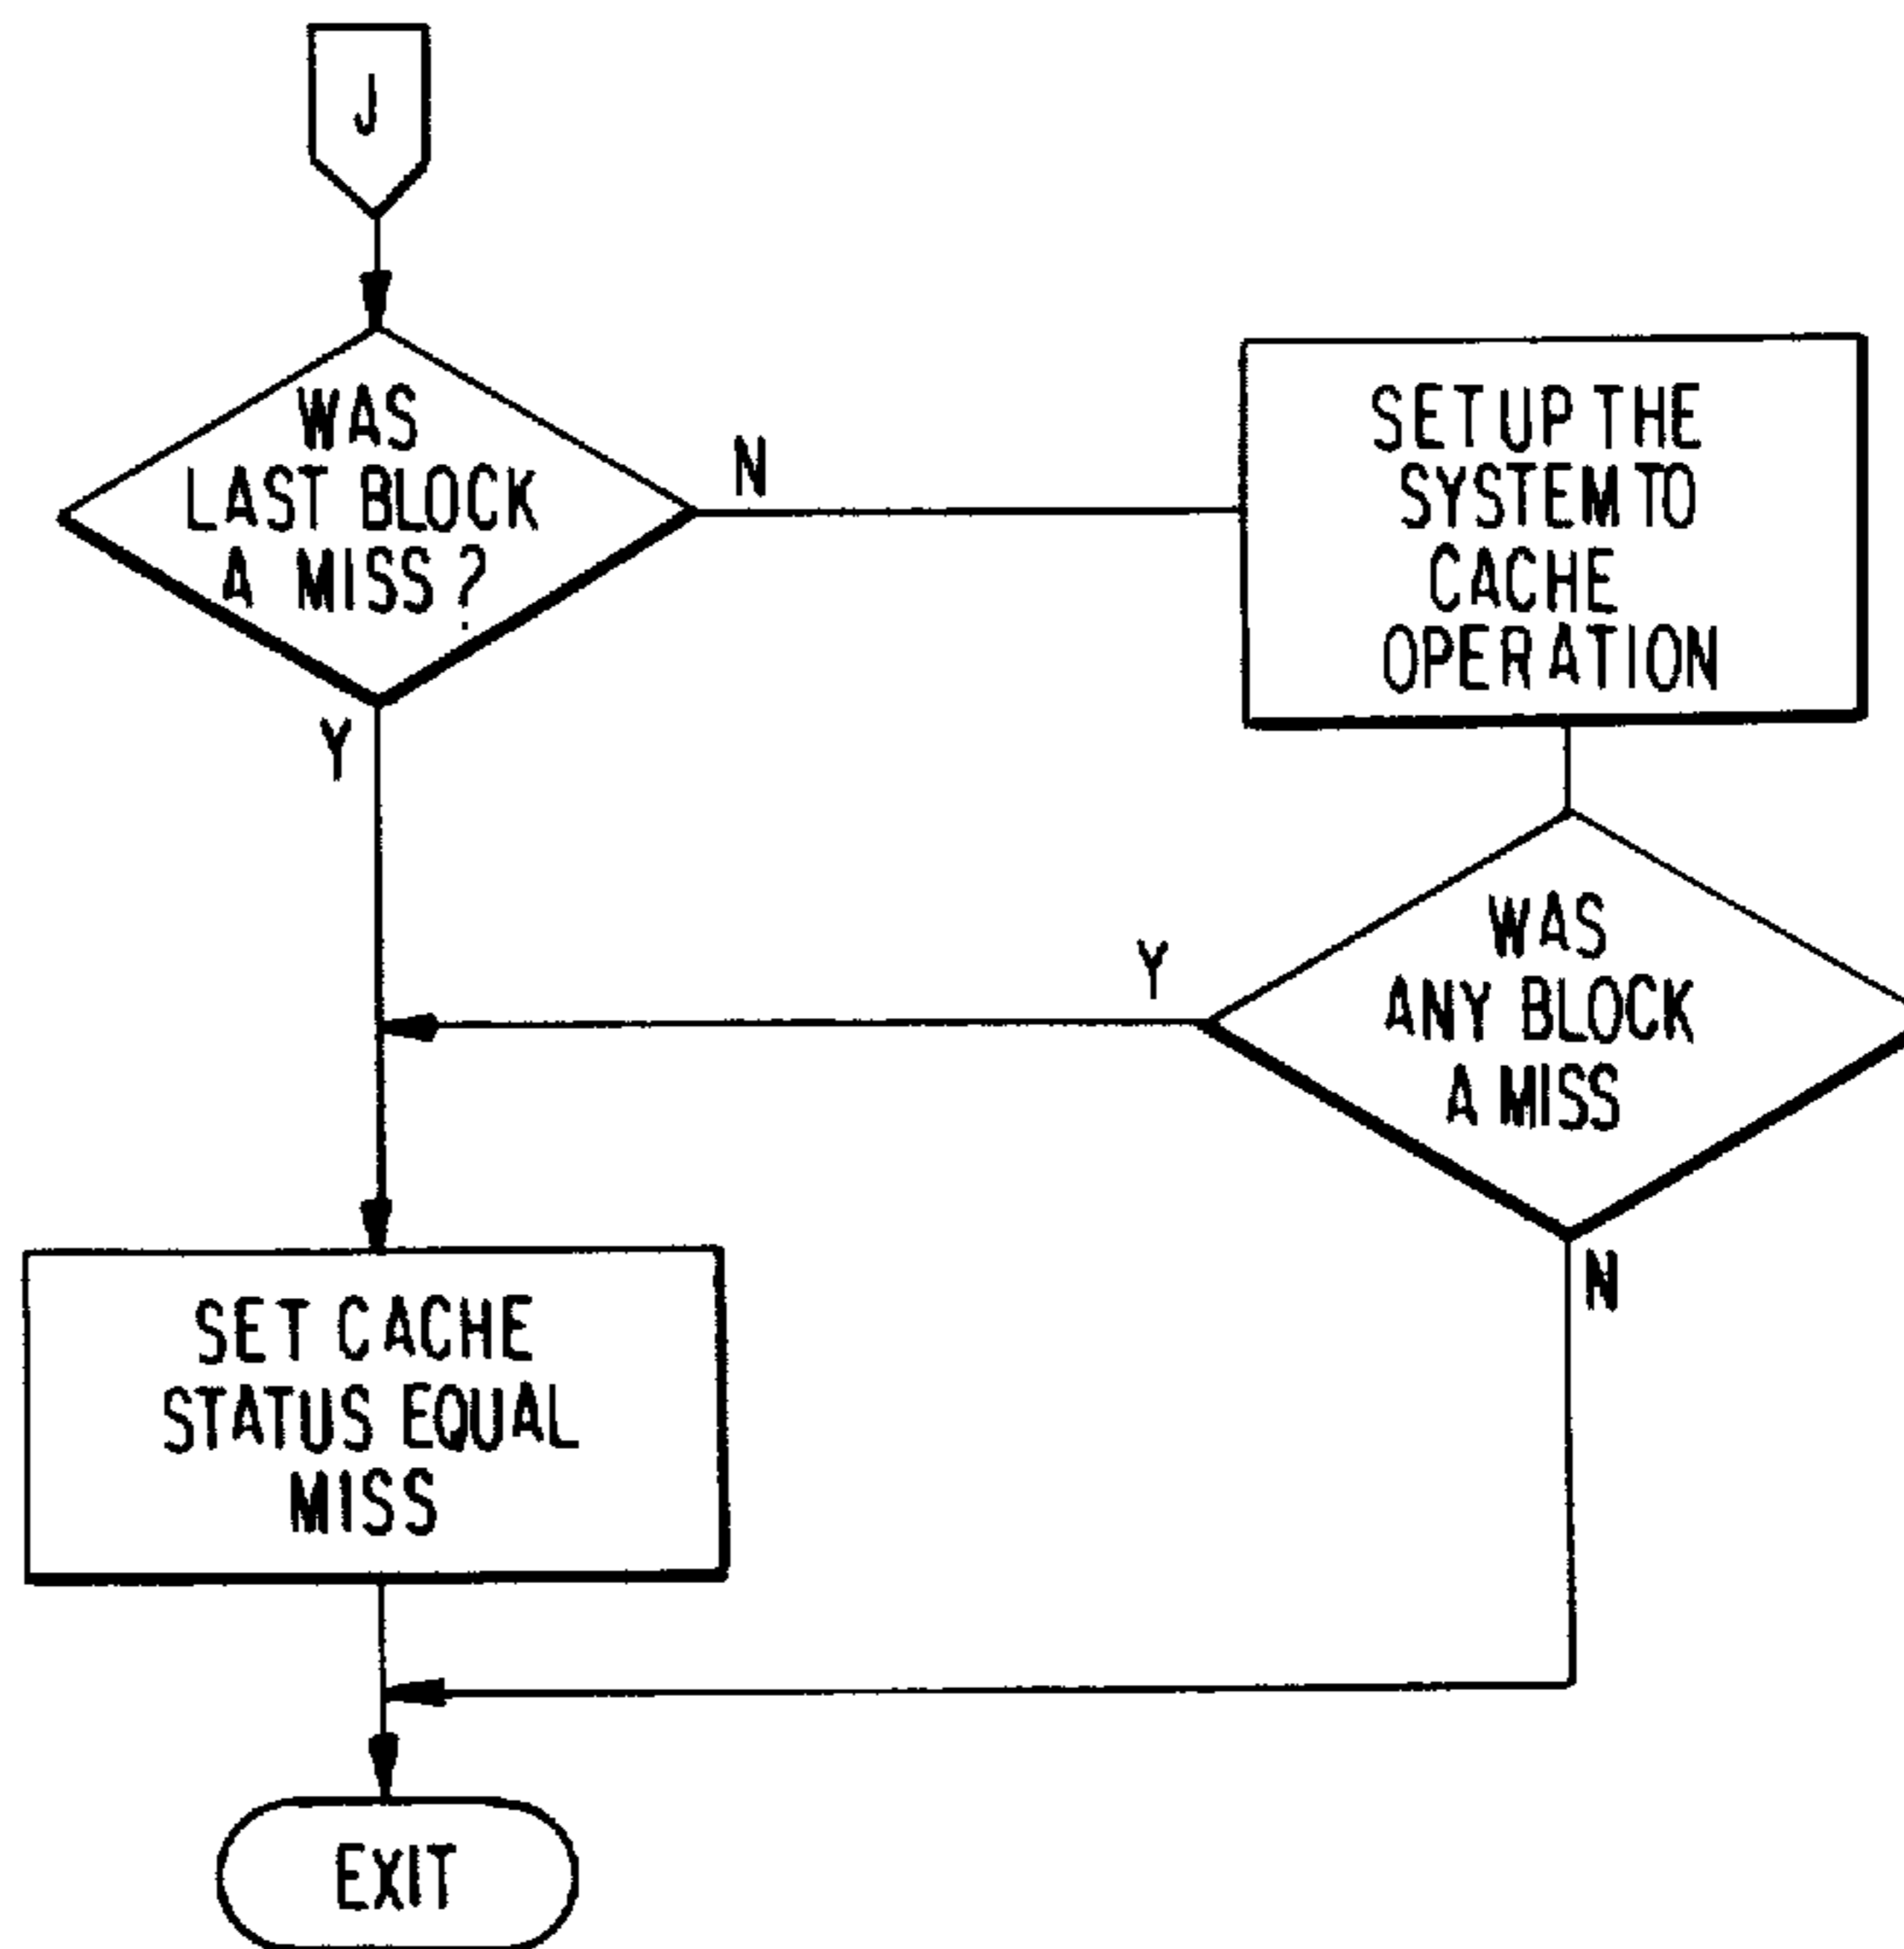 J
WAS
LAST BLOCK
A MISS?
N
Y
SET UP THE
SYSTEM TO
CACHE
OPERATION
WAS
ANY BLOCK
A MISS
Y
N
SET CACHE
STATUS EQUAL
MISS
EXIT